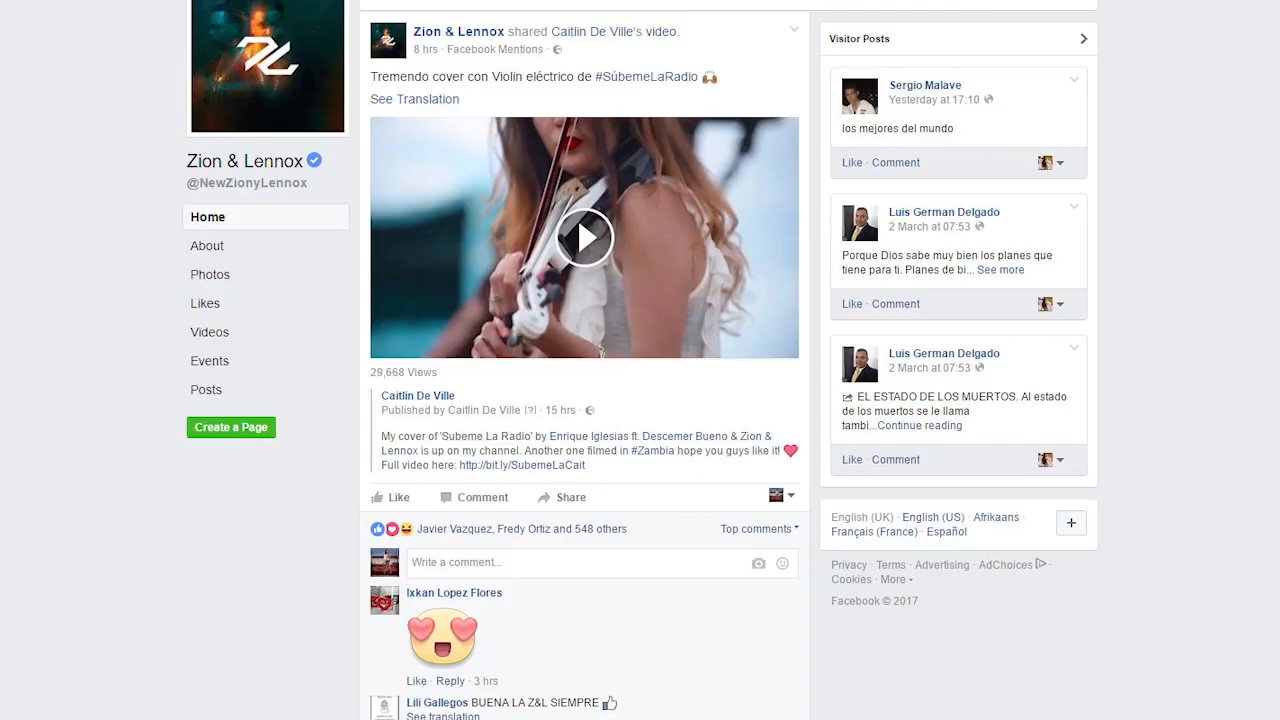 Zion & Lennox
@NewZionyLennox
Home
About
Photos
Likes
Videos
Events
Posts
Create a Page
Zion & Lennox shared Caitlin De Ville's video.
8 hrs · Facebook Mentions ·
Tremendo cover con Violin eléctrico de #SúbemeLaRadio
See Translation
29,668 Views
Caitlin De Ville
Published by Caitlin De Ville [?] · 15 hrs ·
My cover of 'Subeme La Radio' by Enrique Iglesias ft. Descemer Bueno & Zion &
Lennox is up on my channel. Another one filmed in #Zambia hope you guys like it!
Full video here: http://bit.ly/SubemeLaCait
Like Comment Share
Javier Vazquez, Fredy Ortiz and 548 others
Top comments
Write a comment...
Ixkan Lopez Flores
Like · Reply · 3 hrs
Lili Gallegos BUENA LA Z&L SIEMPRE
See translation
Visitor Posts
Sergio Malave
Yesterday at 17:10
los mejores del mundo
Like · Comment
Luis German Delgado
2 March at 07:53
Porque Dios sabe muy bien los planes que
tiene para ti. Planes de bi... See more
Like · Comment
Luis German Delgado
2 March at 07:53
EL ESTADO DE LOS MUERTOS. Al estado
de los muertos se le llama
tambi...Continue reading
Like · Comment
English (UK) · English (US) · Afrikaans ·
Français (France) · Español
Privacy · Terms · Advertising · AdChoices ·
Cookies · More
Facebook © 2017